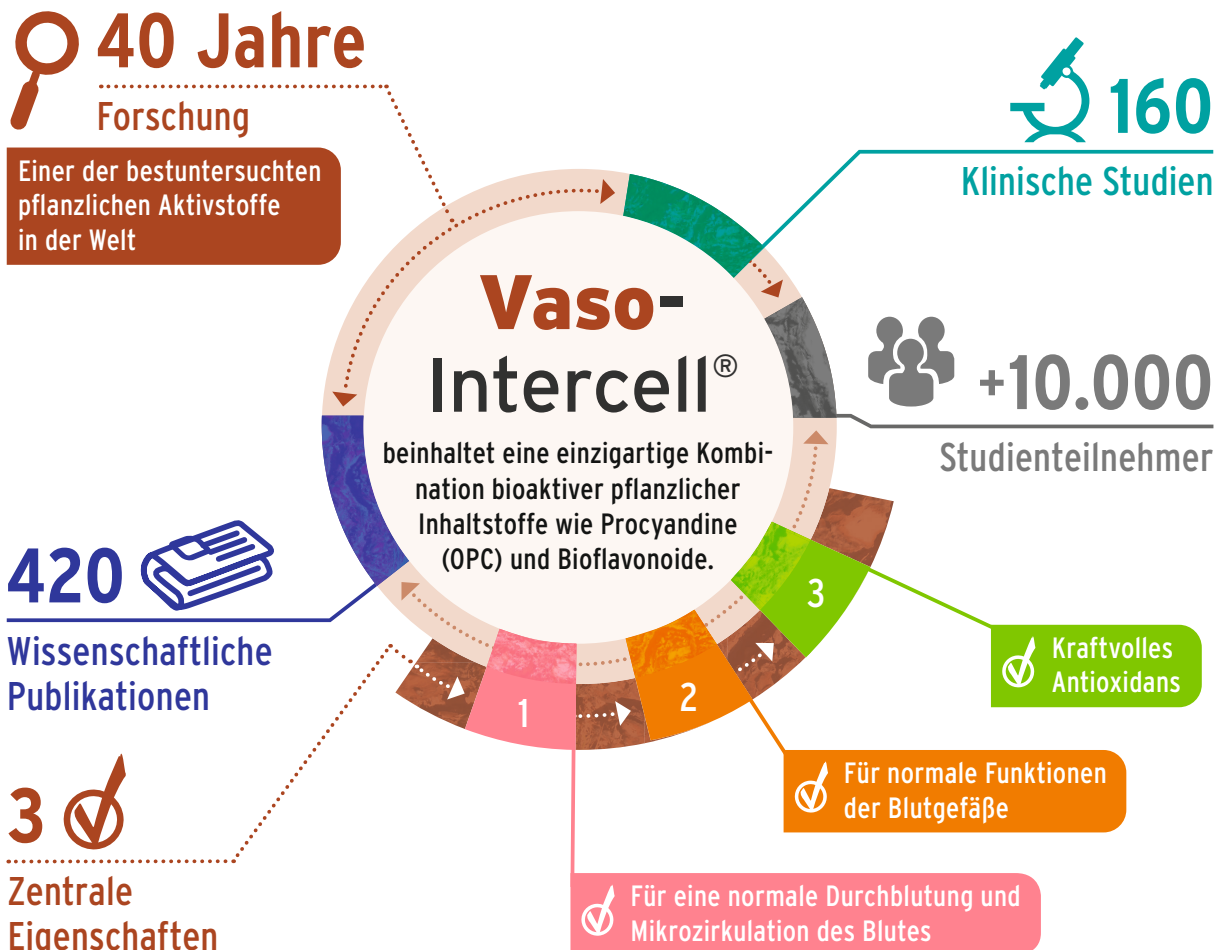 40 Jahre
Forschung
Einer der bestuntersuchten
pflanzlichen Aktivstoffe
in der Welt
160
Klinische Studien
Vaso-
Intercell®
beinhaltet eine einzigartige Kombi-
nation bioaktiver pflanzlicher
Inhaltstoffe wie Procyandine
(OPC) und Bioflavonoide.
+10.000
Studienteilnehmer
420
Wissenschaftliche
Publikationen
3
Zentrale
Eigenschaften
1
2
3
Kraftvolles
Antioxidans
Für normale Funktionen
der Blutgefäße
Für eine normale Durchblutung und
Mikrozirkulation des Blutes